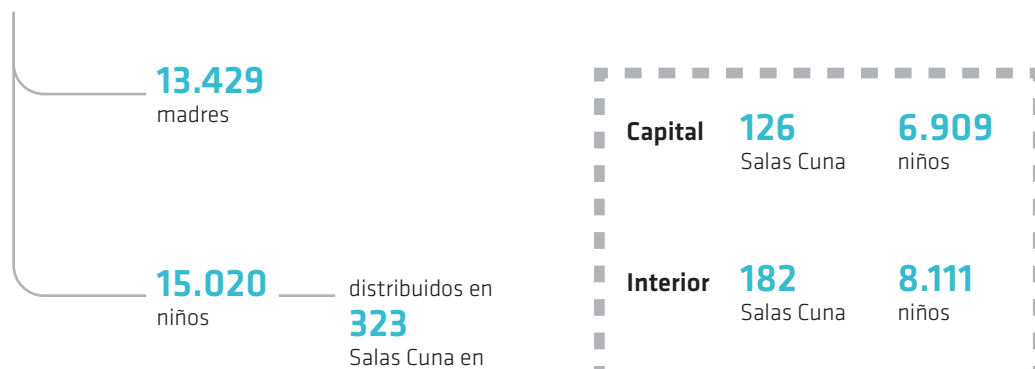 13.429
madres
15.020
niños
distribuidos en
323
Salas Cuna en
Capital
126
Salas Cuna
6.909
niños
Interior
182
Salas Cuna
8.111
niños